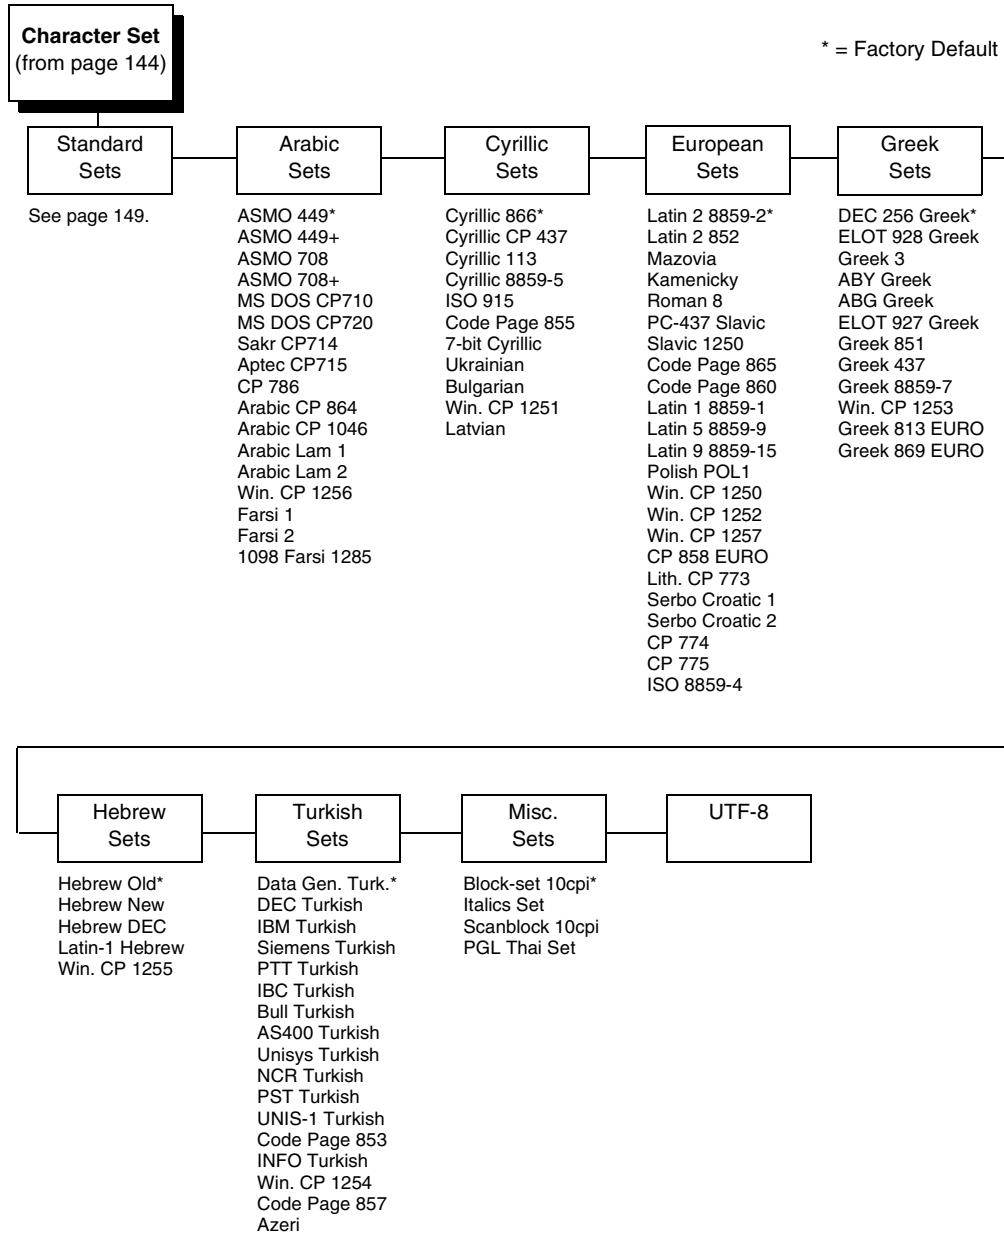 Character Set
(from page 144)
* = Factory Default
Standard
Sets
See page 149.
Arabic
Sets
ASMO 449*
ASMO 449+
ASMO 708
ASMO 708+
MS DOS CP710
MS DOS CP720
Sakr CP714
Aptec CP715
CP 786
Arabic CP 864
Arabic CP 1046
Arabic Lam 1
Arabic Lam 2
Win. CP 1256
Farsi 1
Farsi 2
1098 Farsi 1285
Cyrillic
Sets
Cyrillic 866*
Cyrillic CP 437
Cyrillic 113
Cyrillic 8859-5
ISO 915
Code Page 855
7-bit Cyrillic
Ukrainian
Bulgarian
Win. CP 1251
Latvian
European
Sets
Latin 2 8859-2*
Latin 2 852
Mazovia
Kamenicky
Roman 8
PC-437 Slavic
Slavic 1250
Code Page 865
Code Page 860
Latin 1 8859-1
Latin 5 8859-9
Latin 9 8859-15
Polish POL1
Win. CP 1250
Win. CP 1252
Win. CP 1257
CP 858 EURO
Lith. CP 773
Serbo Croatic 1
Serbo Croatic 2
CP 774
CP 775
ISO 8859-4
Greek
Sets
DEC 256 Greek*
ELOT 928 Greek
Greek 3
ABY Greek
ABG Greek
ELOT 927 Greek
Greek 851
Greek 437
Greek 8859-7
Win. CP 1253
Greek 813 EURO
Greek 869 EURO
Hebrew
Sets
Hebrew Old*
Hebrew New
Hebrew DEC
Latin-1 Hebrew
Win. CP 1255
Turkish
Sets
Data Gen. Turk.*
DEC Turkish
IBM Turkish
Siemens Turkish
PTT Turkish
IBC Turkish
Bull Turkish
AS400 Turkish
Unisys Turkish
NCR Turkish
PST Turkish
UNIS-1 Turkish
Code Page 853
INFO Turkish
Win. CP 1254
Code Page 857
Azeri
Misc.
Sets
Block-set 10cpi*
Italics Set
Scanblock 10cpi
PGL Thai Set
UTF-8